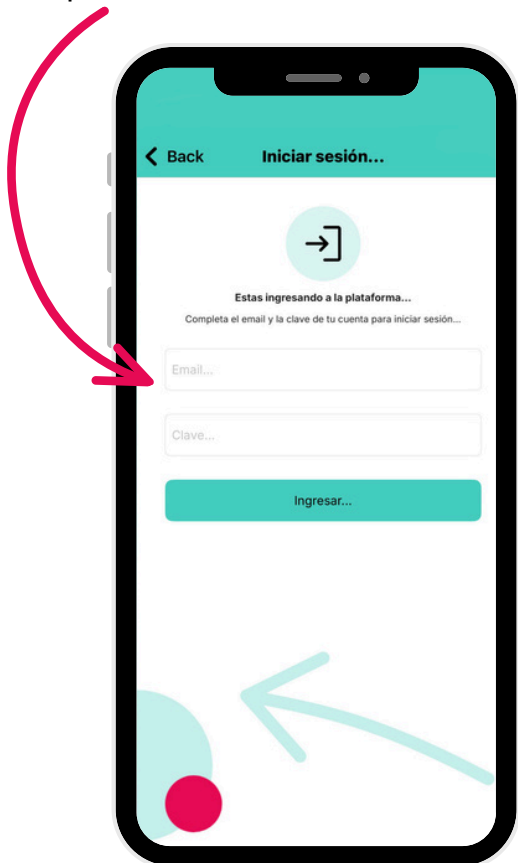 Back
Iniciar sesión...
Estas ingresando a la plataforma...
Completa el email y la clave de tu cuenta para iniciar sesión...
Email...
Clave...
Ingresar...